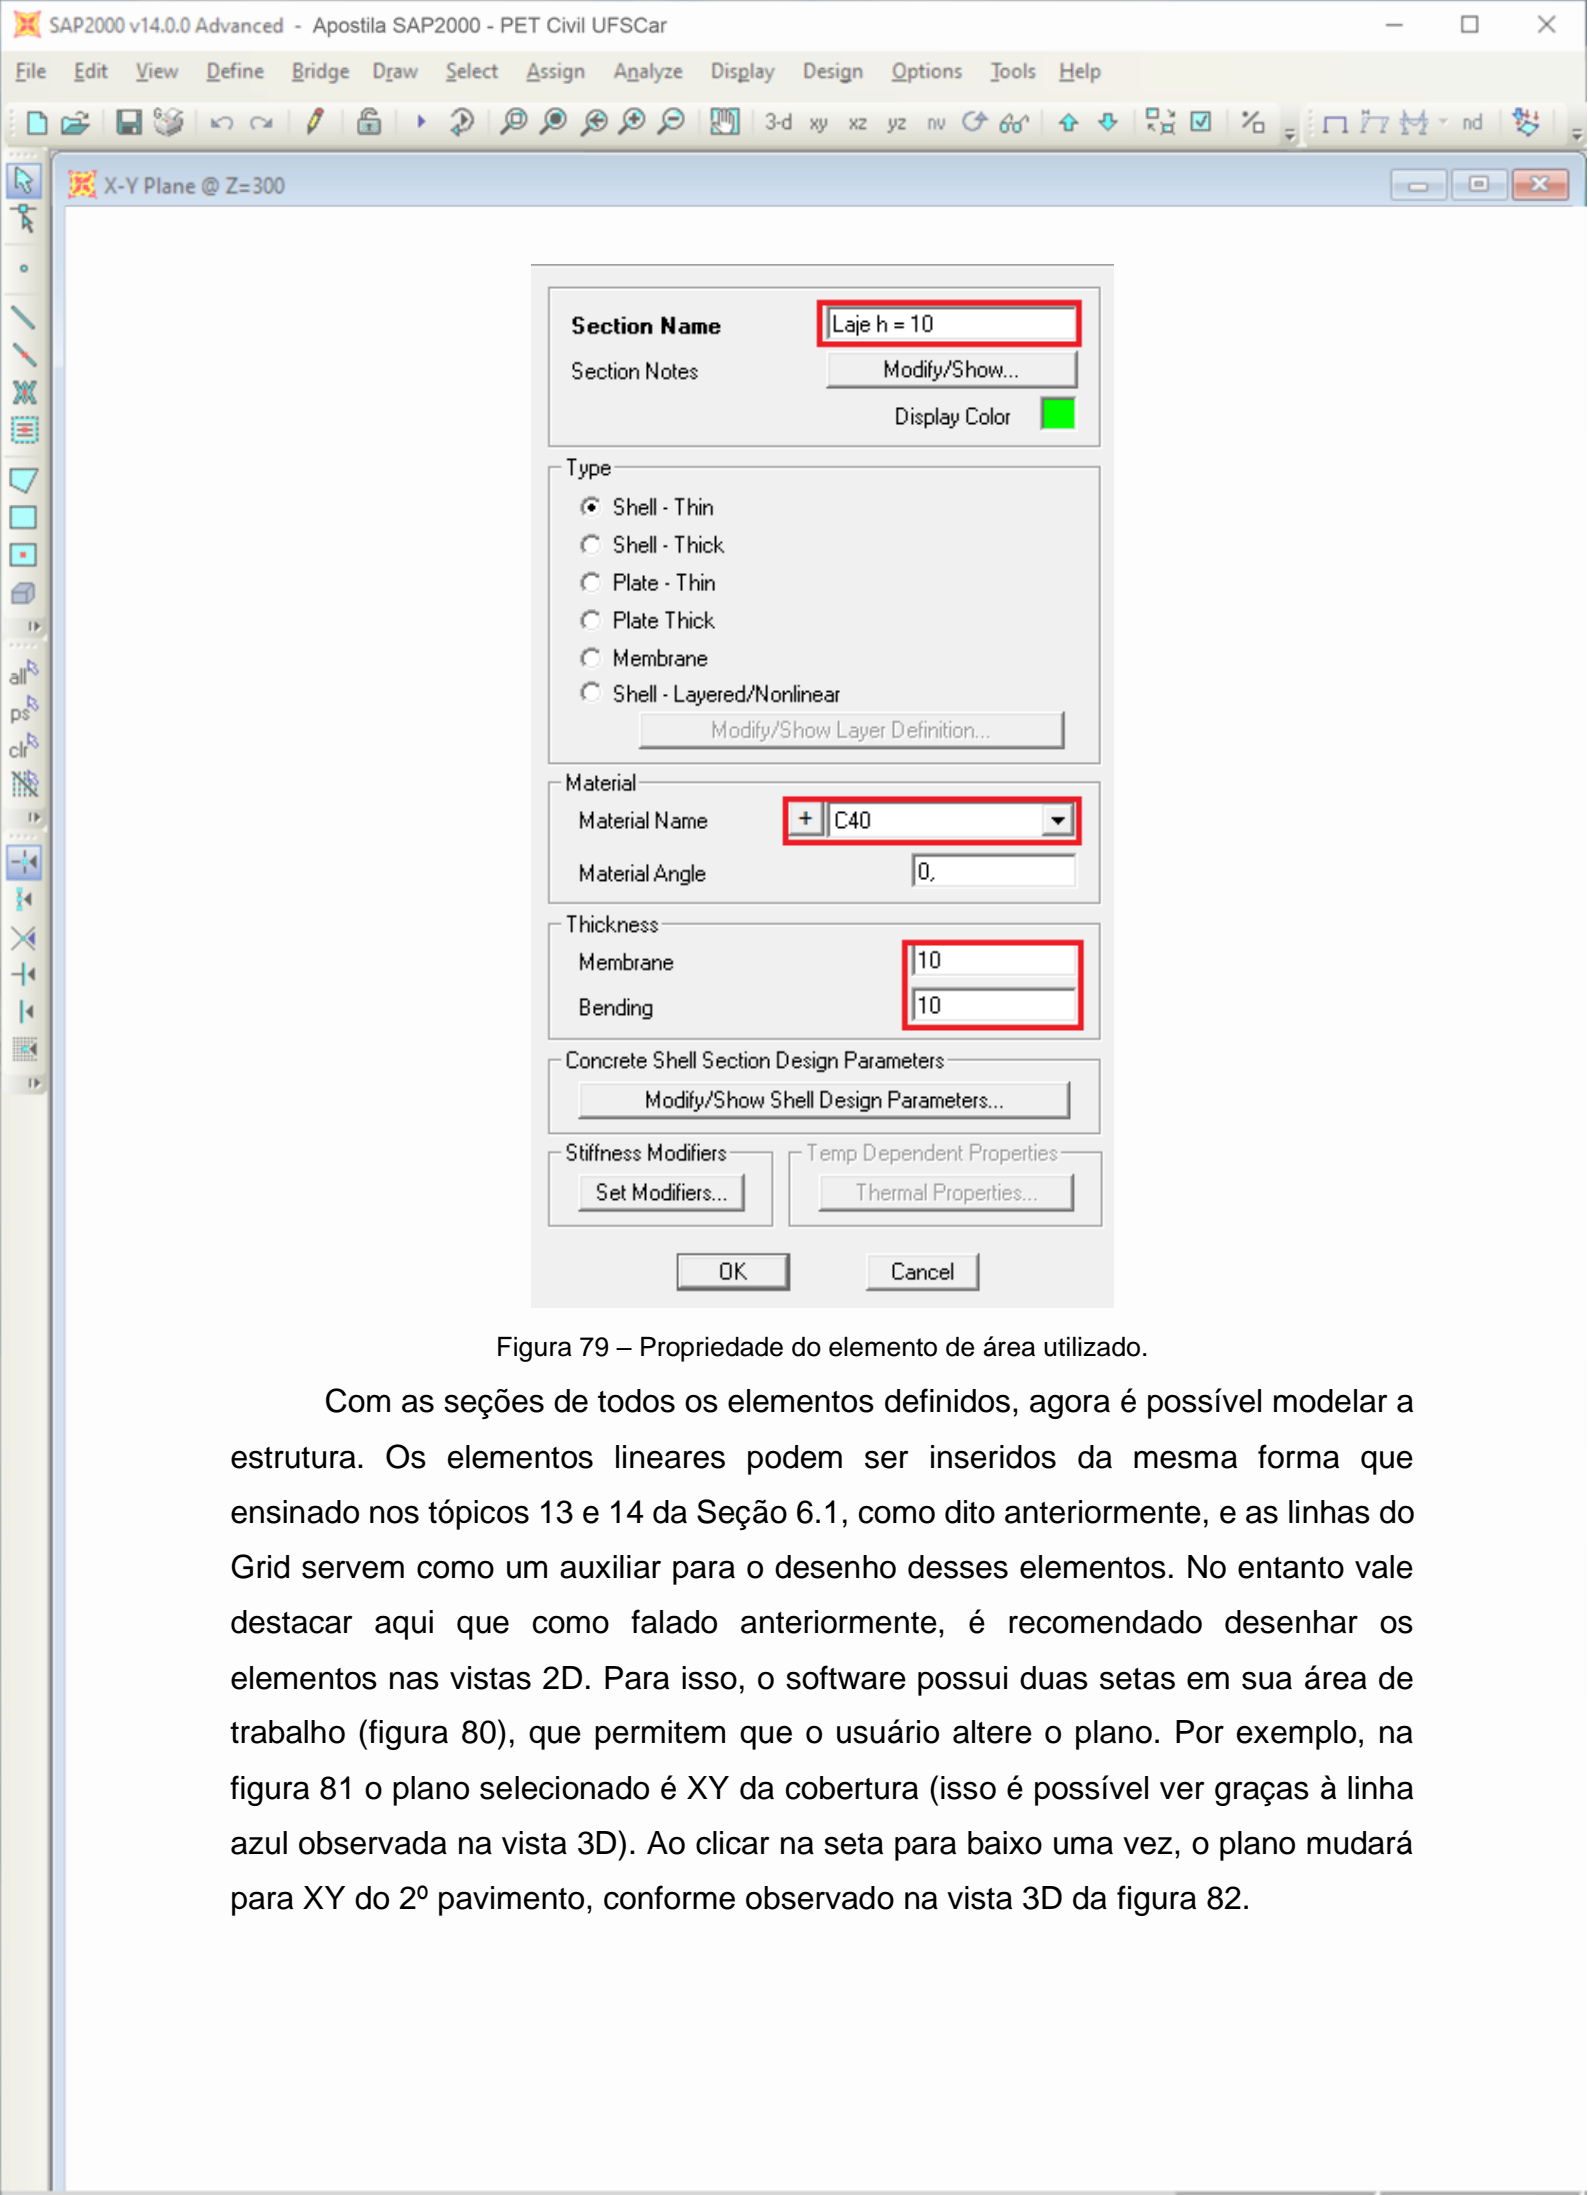 SAP2000 v14.0.0 Advanced - Apostila SAP2000 - PET Civil UFSCar
File Edit View Define Bridge Draw Select Assign Analyze Display Design Options Tools Help
3-d xy xz yz nv nd
X-Y Plane @ Z=300
all
ps
clr
Section Name Laje h = 10
Section Notes Modify/Show...
Display Color
Type
Shell - Thin
Shell - Thick
Plate - Thin
Plate Thick
Membrane
Shell - Layered/Nonlinear
Modify/Show Layer Definition...
Material
Material Name + C40
Material Angle 0,
Thickness
Membrane 10
Bending 10
Concrete Shell Section Design Parameters
Modify/Show Shell Design Parameters...
Stiffness Modifiers Temp Dependent Properties
Set Modifiers... Thermal Properties...
OK Cancel
Figura 79 – Propriedade do elemento de área utilizado.
Com as seções de todos os elementos definidos, agora é possível modelar a
estrutura. Os elementos lineares podem ser inseridos da mesma forma que
ensinado nos tópicos 13 e 14 da Seção 6.1, como dito anteriormente, e as linhas do
Grid servem como um auxiliar para o desenho desses elementos. No entanto vale
destacar aqui que como falado anteriormente, é recomendado desenhar os
elementos nas vistas 2D. Para isso, o software possui duas setas em sua área de
trabalho (figura 80), que permitem que o usuário altere o plano. Por exemplo, na
figura 81 o plano selecionado é XY da cobertura (isso é possível ver graças à linha
azul observada na vista 3D). Ao clicar na seta para baixo uma vez, o plano mudará
para XY do 2º pavimento, conforme observado na vista 3D da figura 82.